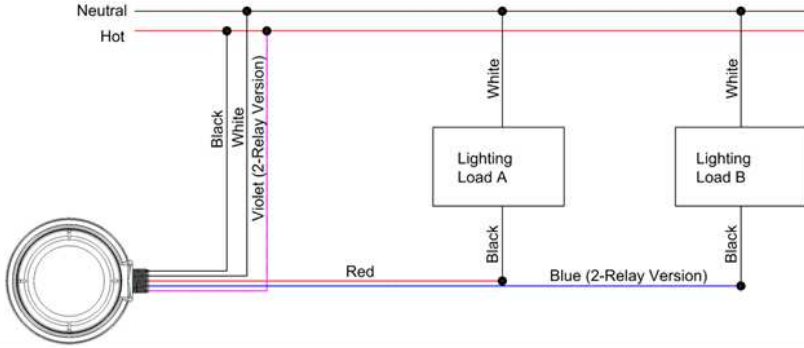 Neutral
Hot
Black
White
Violet (2-Relay Version)
White
White
Lighting
Load A
Lighting
Load B
Black
Black
Red
Blue (2-Relay Version)